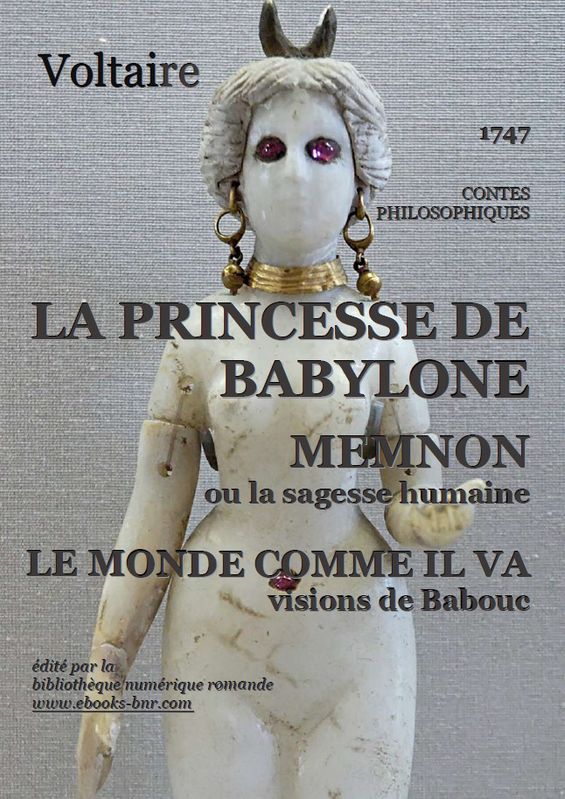 Voltaire
1747
CONTES
PHILOSOPHIQUES
LA PRINCESSE DE
BABYLONE
MEMNON
ou la sagesse humaine
LE MONDE COMME IL VA
visions de Babouc
édité par la
bibliothèque numérique romande
www.ebooks-bnr.com